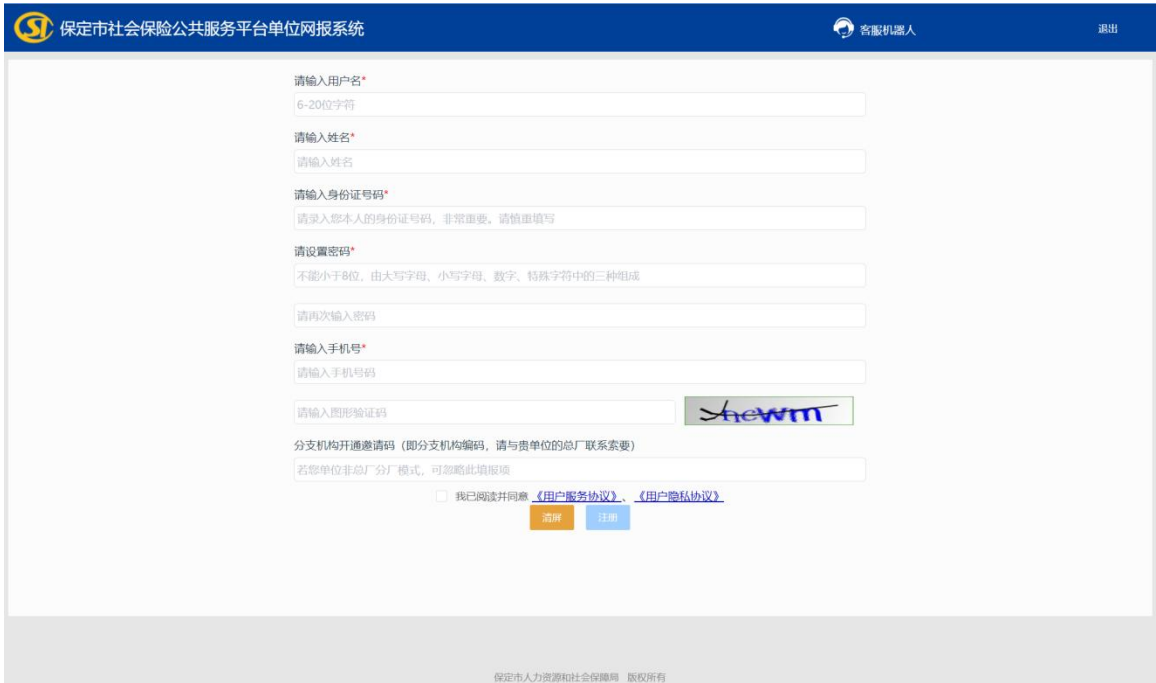 保定市社会保险公共服务平台单位网报系统
客服机器人
退出
请输入用户名*
6-20位字符
请输入姓名*
请输入姓名
请输入身份证号码*
请录入您本人的身份证号码，非常重要。请慎重填写
请设置密码*
不能小于8位，由大写字母、小写字母、数字、特殊字符中的三种组成
请再次输入密码
请输入手机号*
请输入手机号码
请输入图形验证码
分支机构开通邀请码（即分支机构编码，请与贵单位的总厂联系索要）
若您单位非总厂分厂模式，可忽略此填报项
我已阅读并同意 《用户服务协议》、《用户隐私协议》
清屏 注册
保定市人力资源和社会保障局 版权所有